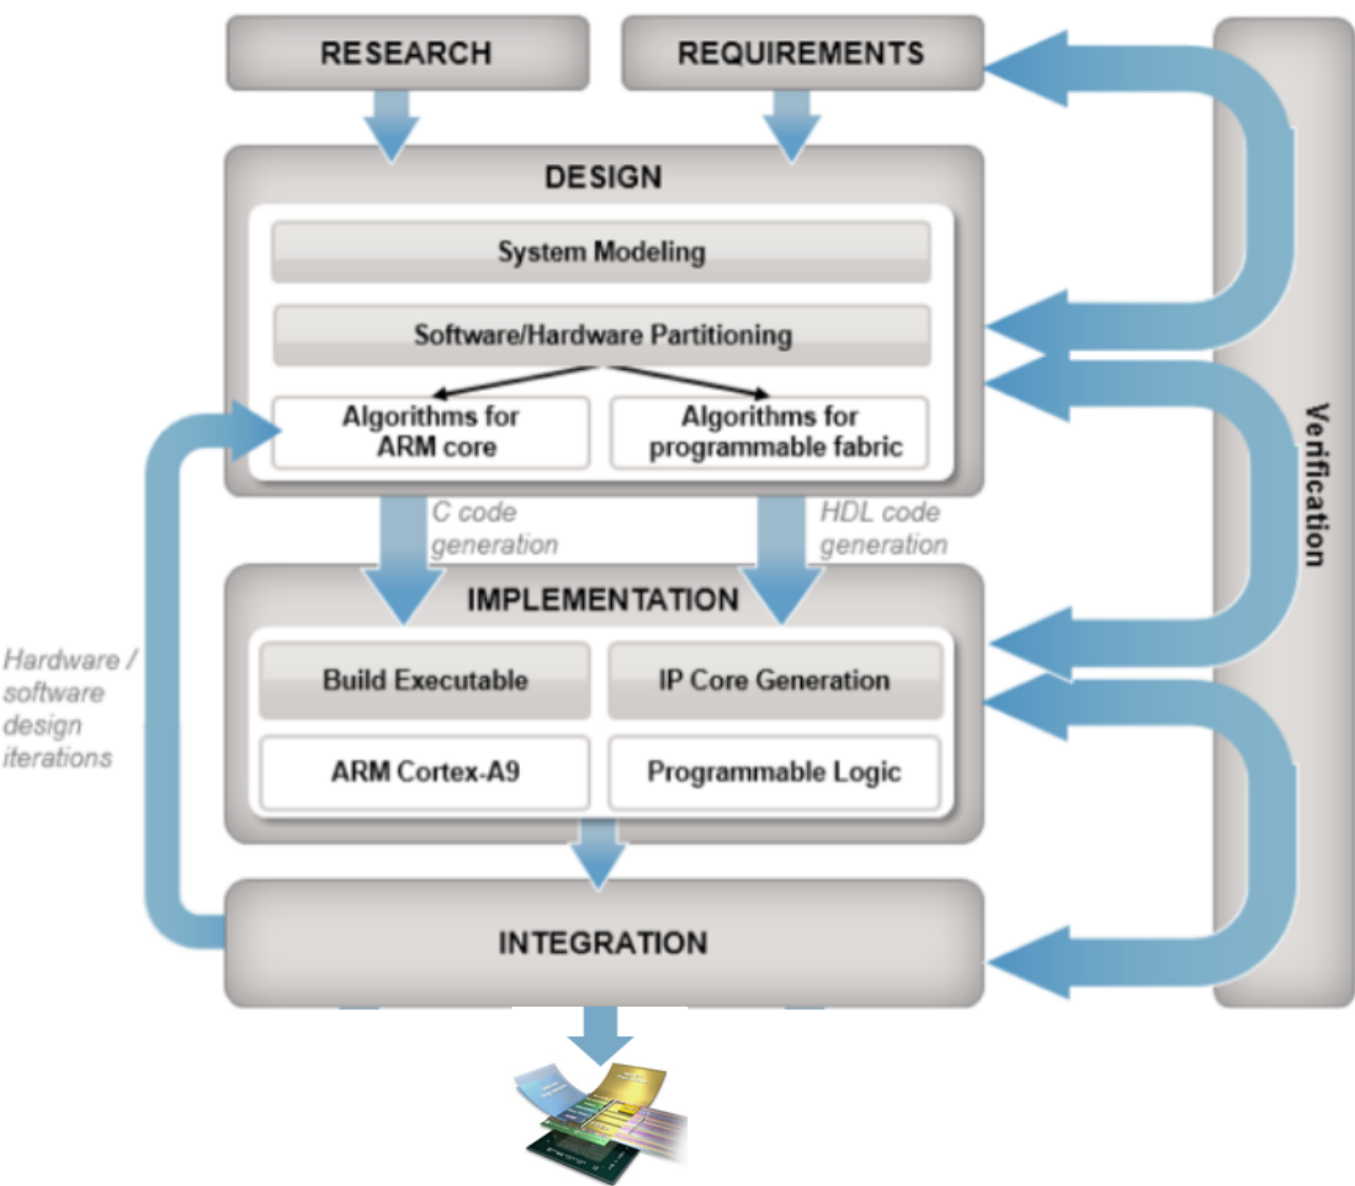 RESEARCH
REQUIREMENTS
DESIGN
System Modeling
Software/Hardware Partitioning
Algorithms for
ARM core
Algorithms for
programmable fabric
C code
generation
HDL code
generation
IMPLEMENTATION
Build Executable
IP Core Generation
ARM Cortex-A9
Programmable Logic
Hardware /
software
design
iterations
INTEGRATION
Verification